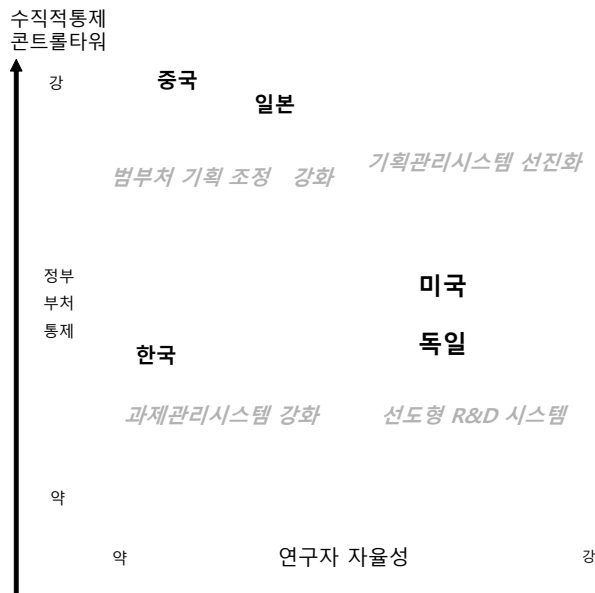 수직적통제
콘트롤타워
강
중국
일본
범부처 기획 조정 강화
기획관리시스템 선진화
정부
부처
통제
미국
독일
한국
과제관리시스템 강화
선도형 R&D 시스템
약
약
연구자 자율성
강